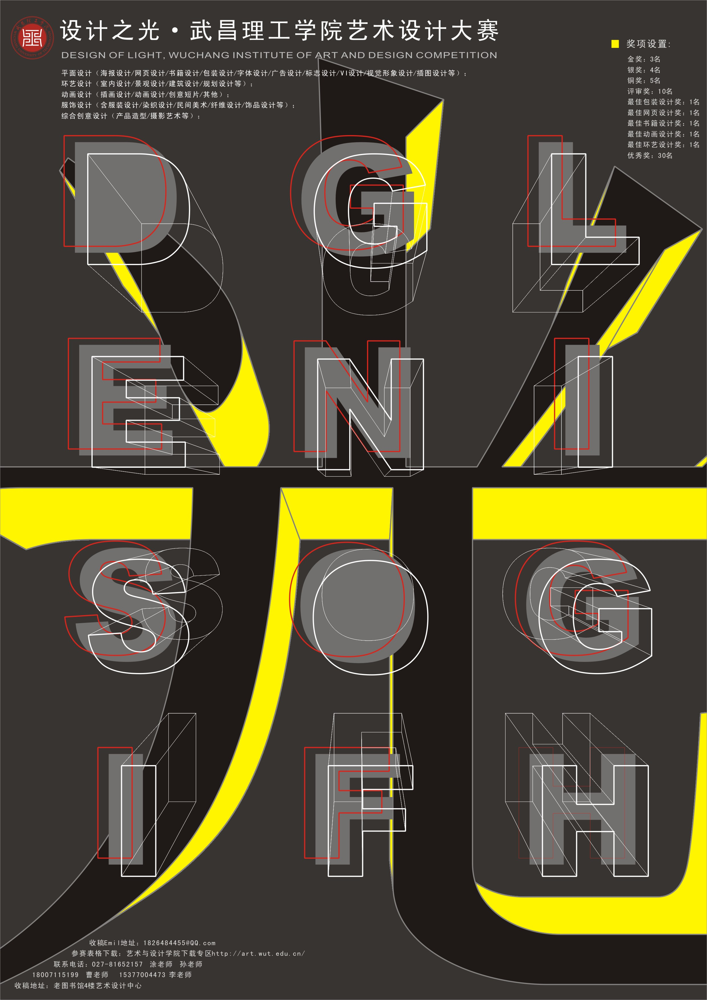 设计之光·武昌理工学院艺术设计大赛
DESIGN OF LIGHT, WUCHANG INSTITUTE OF ART AND DESIGN COMPETITION
平面设计（海报设计/网页设计/书籍设计/包装设计/字体设计/广告设计/标志设计/VI设计/视觉形象设计/插图设计等）；
环艺设计（室内设计/景观设计/建筑设计/规划设计等）；
动画设计（插画设计/动画设计/创意短片/其他）；
服饰设计（含服装设计/染织设计/民间美术/纤维设计/饰品设计等）；
综合创意设计（产品造型/摄影艺术等）；
奖项设置:
金奖：3名
银奖：4名
铜奖：5名
评审奖：10名
最佳包装设计奖：1名
最佳网页设计奖：1名
最佳书籍设计奖：1名
最佳动画设计奖：1名
最佳环艺设计奖：1名
优秀奖：30名
光
D G L
E N I
S O G
I F H
收稿Emil地址：1826484455@QQ.com
参赛表格下载：艺术与设计学院下载专区http://art.wut.edu.cn/
联系电话：027-81652157 涂老师 孙老师
18007115199 曹老师 15377004473 李老师
收稿地址：老图书馆4楼艺术设计中心